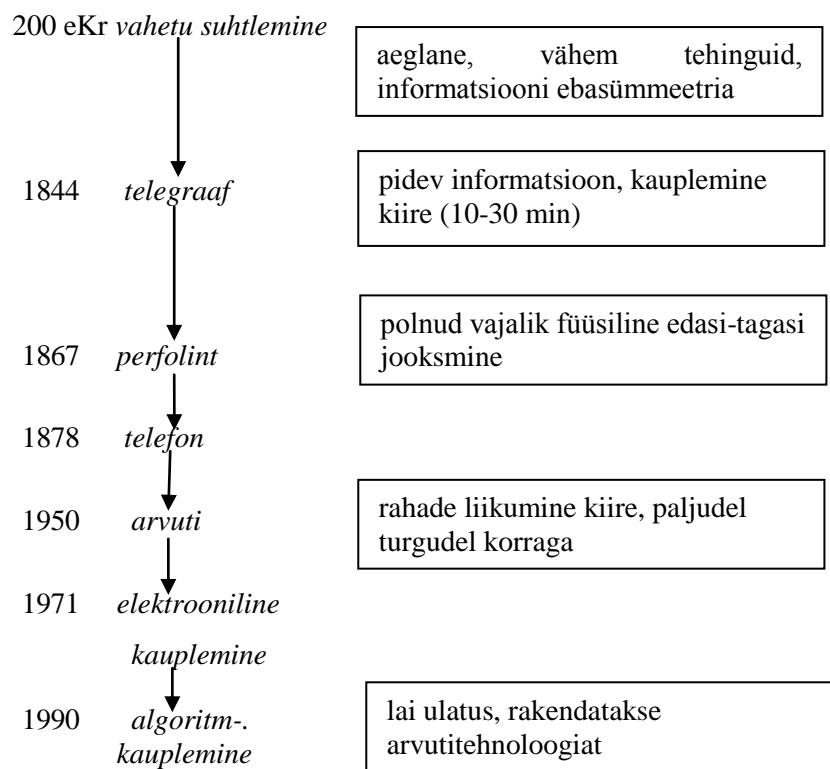 200 eKr vahetu suhtlemine
aeglane, vähem tehinguid,
informatsiooni ebasümmeetria
1844 telegraaf
pidev informatsioon, kauplemine
kiire (10-30 min)
1867 perfolint
polnud vajalik füüsiline edasi-tagasi
jooksmine
1878 telefon
1950 arvuti
rahade liikumine kiire, paljudel
turgudel korraga
1971 elektrooniline
kauplemine
1990 algoritm-.
kauplemine
lai ulatus, rakendatakse
arvutitehnoloogiat